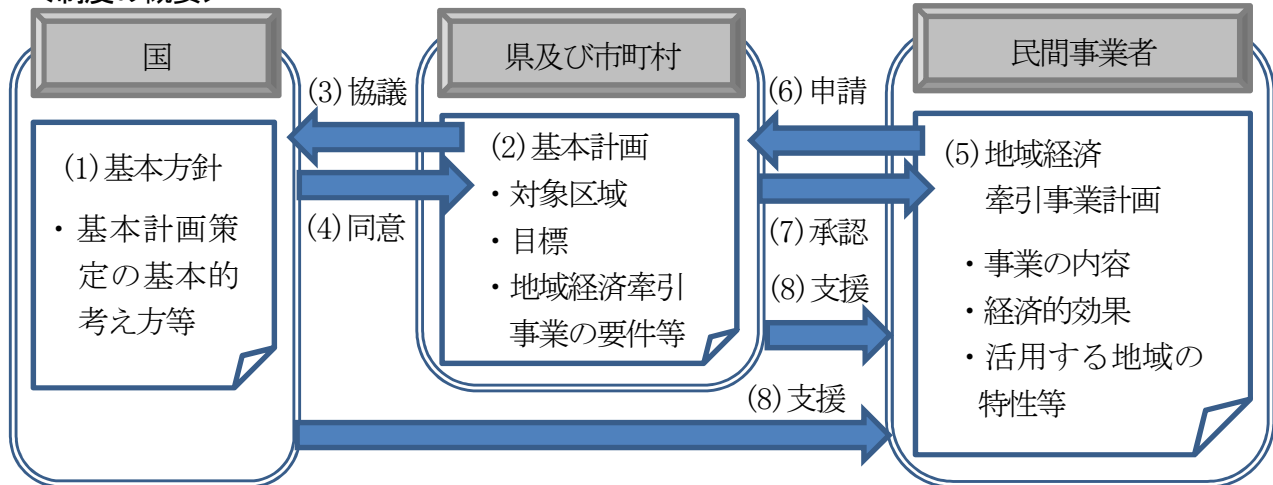 国
(1)基本方針
・基本計画策
定の基本的
考え方等
(3)協議
(4)同意
県及び市町村
(2)基本計画
・対象区域
・目標
・地域経済牽引
事業の要件等
(6)申請
(7)承認
(8)支援
(8)支援
民間事業者
(5)地域経済
牽引事業計画
・事業の内容
・経済的効果
・活用する地域の
特性等